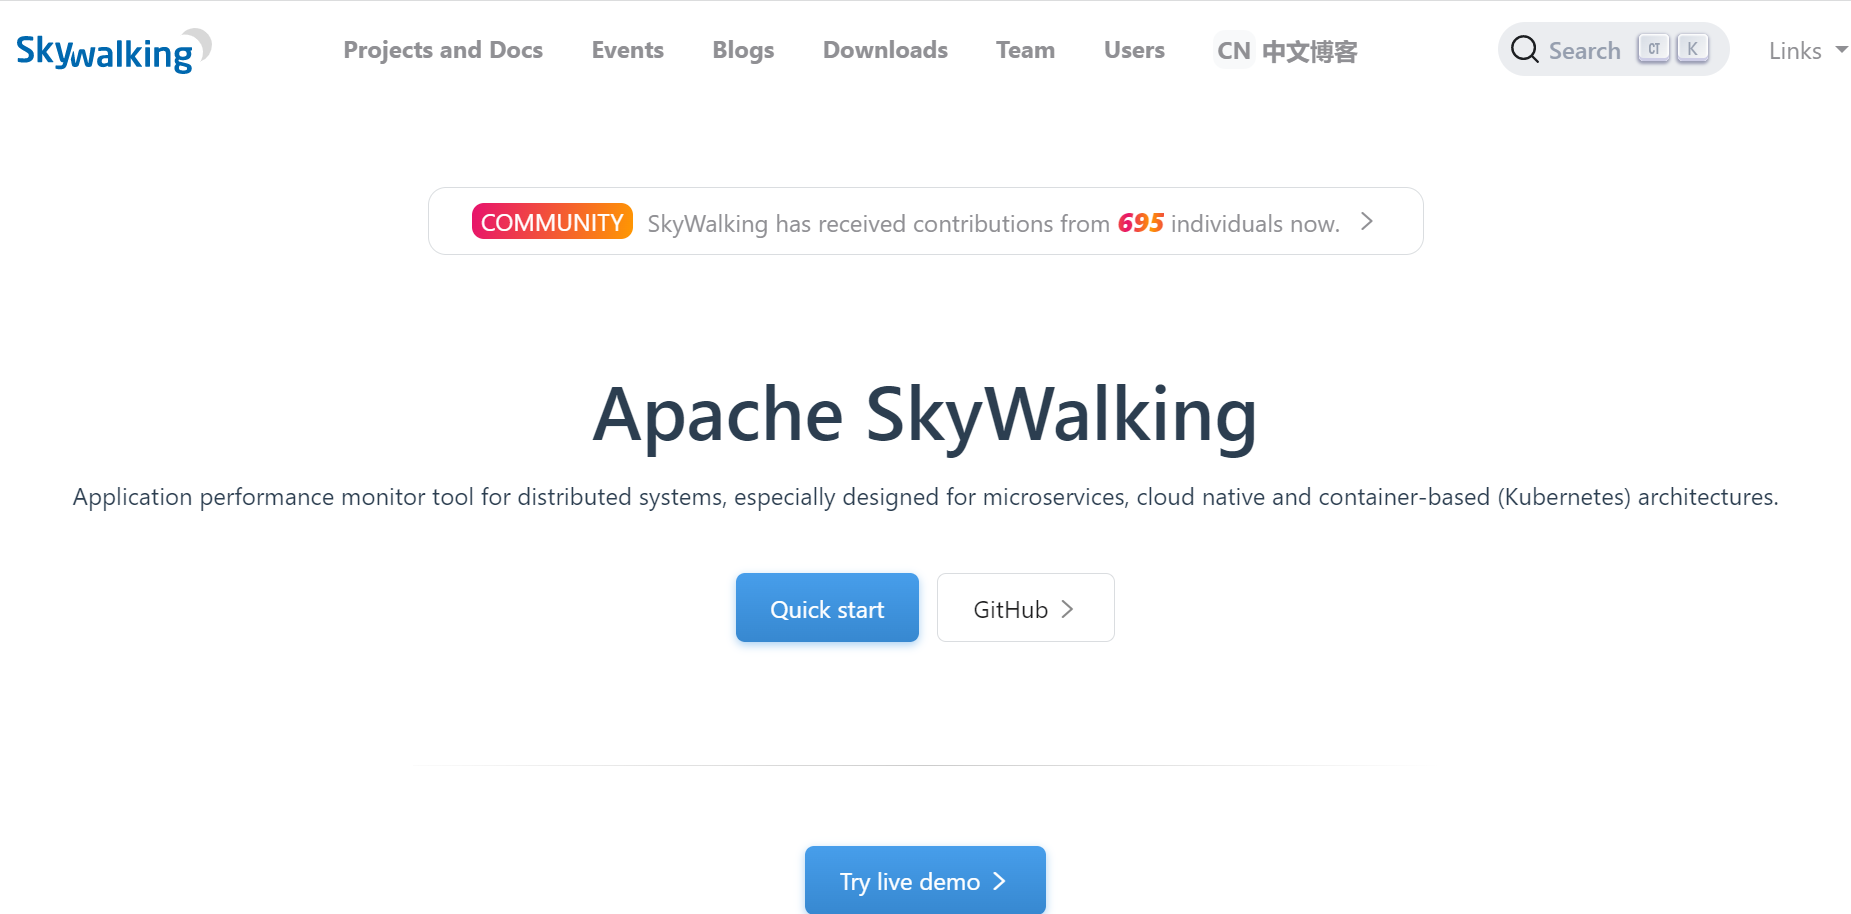 Skywalking
Projects and Docs Events Blogs Downloads Team Users CN 中文博客
Search CT K
Links
COMMUNITY SkyWalking has received contributions from 695 individuals now.
Apache SkyWalking
Application performance monitor tool for distributed systems, especially designed for microservices, cloud native and container-based (Kubernetes) architectures.
Quick start GitHub
Try live demo